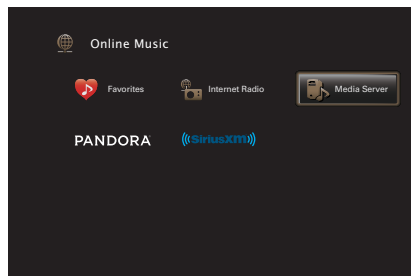 Online Music
Favorites Internet Radio Media Server
PANDORA SiriusXM